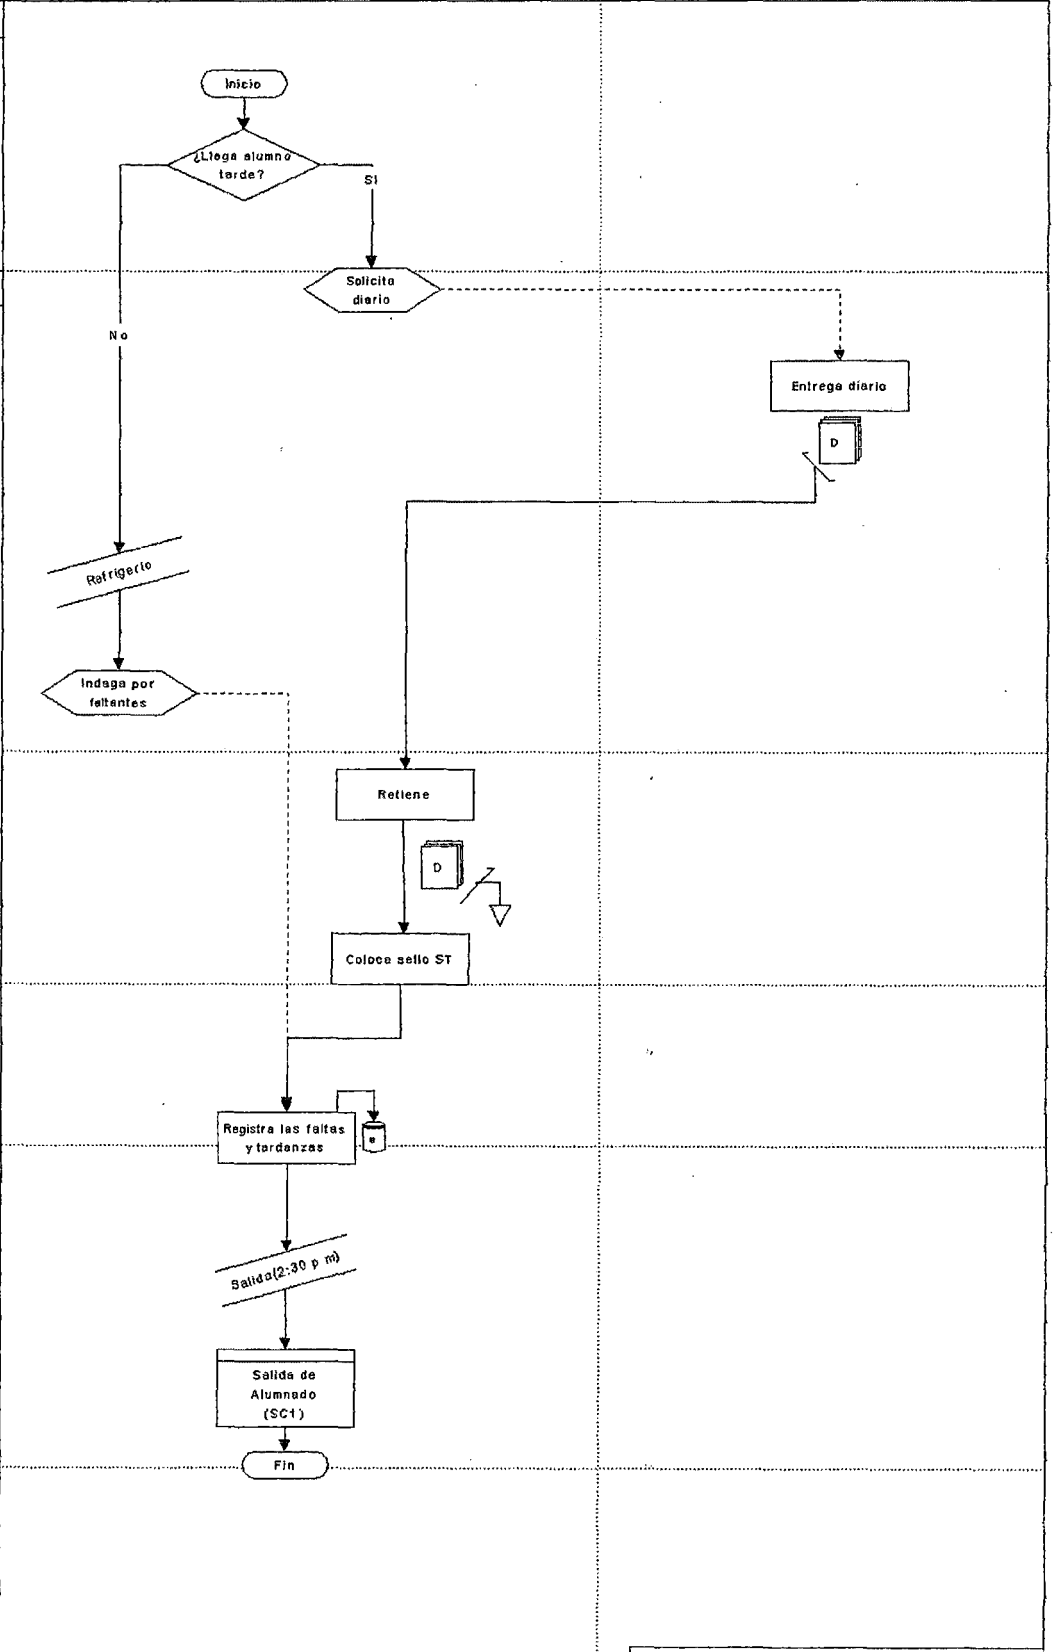 Inicio
¿Llega alumno
tarde?
SI
Solicita
diario
No
Entrega diario
D
Refrigerio
Indaga por
faltantes
Retiene
D
Coloca sello ST
Registra las faltas
y tardanzas
e
Salida(2:30 p m)
Salida de
Alumnado
(SC1)
Fin